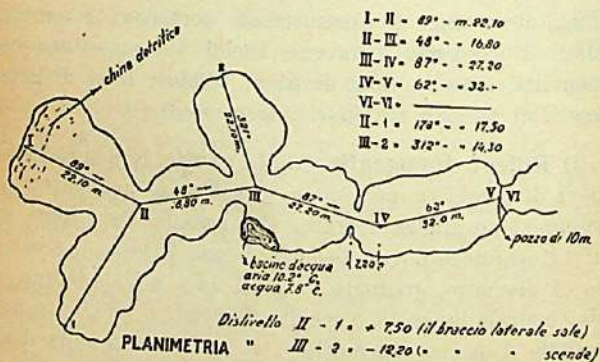 I-II = 89° - m. 22,10
II-III = 48° - - 16,80
III-IV = 87° - - 27,20
IV-V = 62° - - 32.-
VI-VI =
II-1 = 178° - - 17,50
III-2 = 312° - - 14,30
china detritica
I
2
321°
22.10 m.
89°
22.10 m.
II
48°
16,80 m.
III
87°
27,20 m.
IV
62°
32.0 m.
V VI
pozzo di 10m.
bacino d'acqua
aria 10.2° C.
acqua 7.8° C.
2.20
1
Dislivello II - 1 = + 7.50 (il braccio laterale sale)
PLANIMETRIA " III - 2 = - 12,20 ( " " " scende)